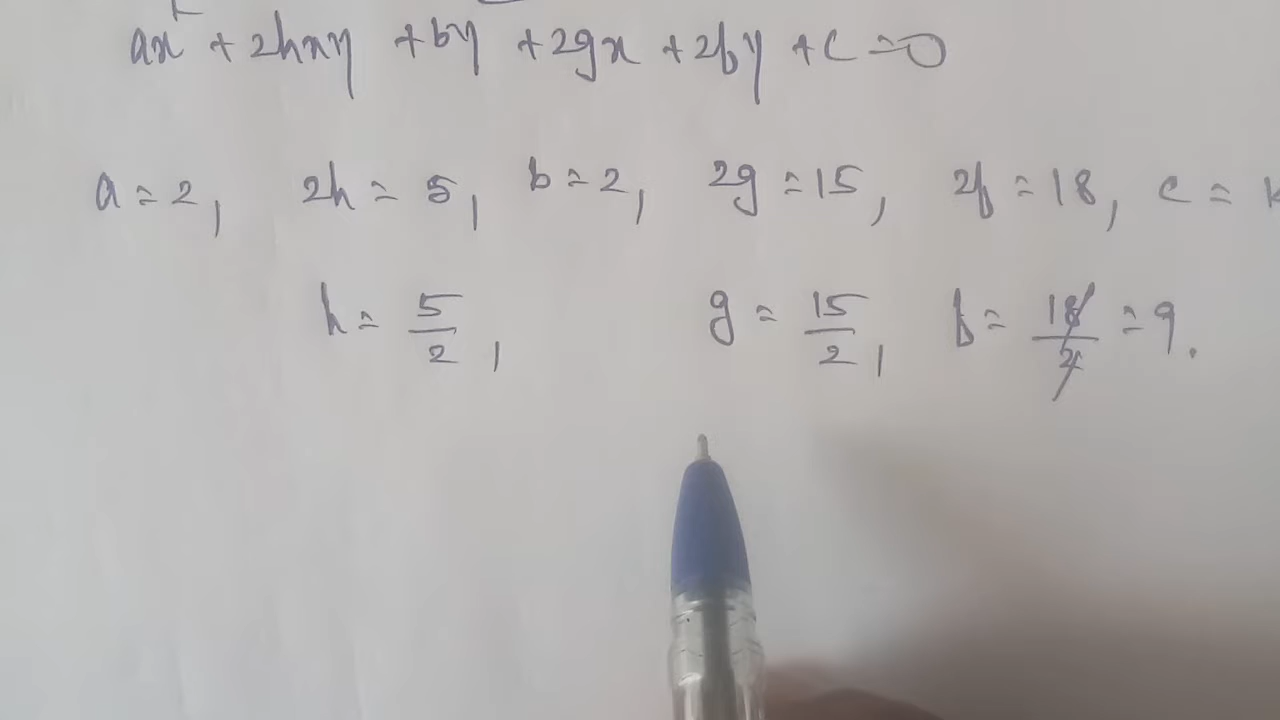 ax² + 2hxy + by + 2gx + 2fy + c = 0
a = 2, 2h = 5, b = 2, 2g = 15, 2f = 18, c = k
h = 5/2, g = 15/2, f = 18/2 = 9.